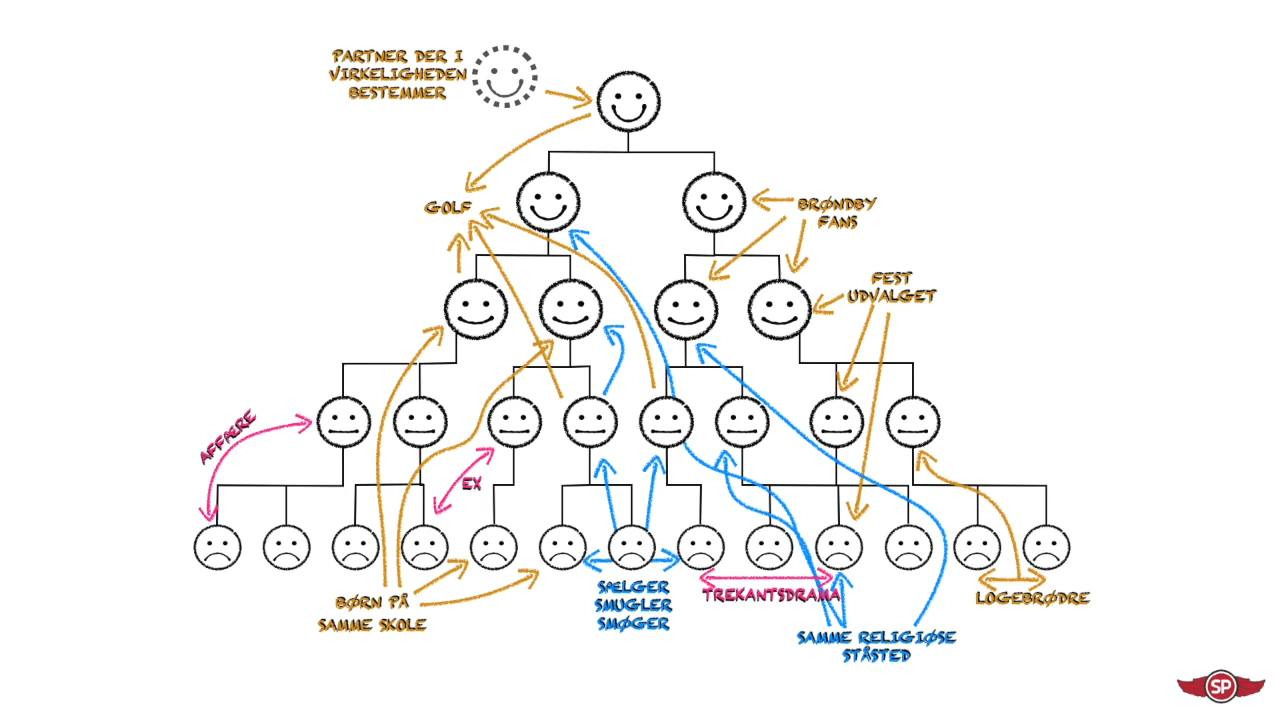 PARTNER DER I
VIRKELIGHEDEN
BESTEMMER
GOLF
BRØNDBY
FANS
FEST
UDVALGET
AFFÆRE
EX
BØRN PÅ
SAMME SKOLE
SÆLGER
SMUGLER
SMØGER
TREKANTSDRAMA
LOGEBRØDRE
SAMME RELIGIØSE
STÅSTED
SP